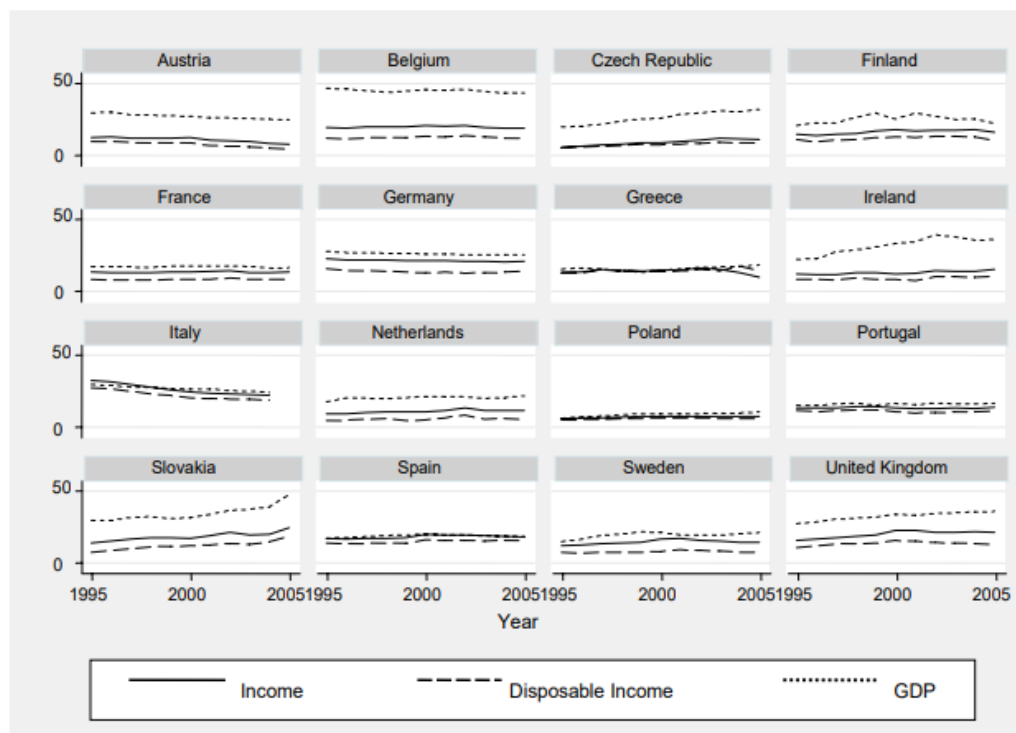 Austria Belgium Czech Republic Finland
50
0
France Germany Greece Ireland
50
0
Italy Netherlands Poland Portugal
50
0
Slovakia Spain Sweden United Kingdom
50
0
1995 2000 20051995 2000 20051995 2000 20051995 2000 2005
Year
Income Disposable Income GDP